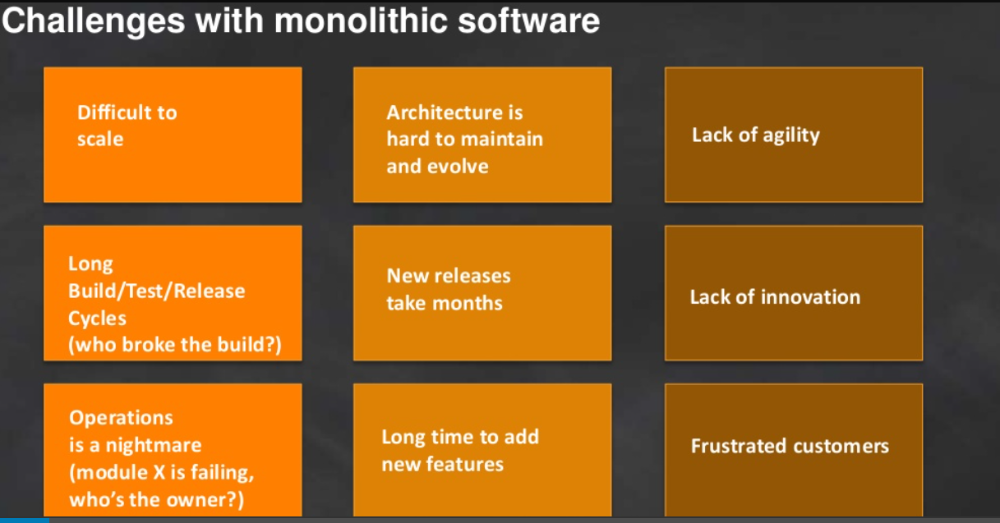 Challenges with monolithic software
Difficult to
scale
Architecture is
hard to maintain
and evolve
Lack of agility
Long
Build/Test/Release
Cycles
(who broke the build?)
New releases
take months
Lack of innovation
Operations
is a nightmare
(module X is failing,
who's the owner?)
Long time to add
new features
Frustrated customers